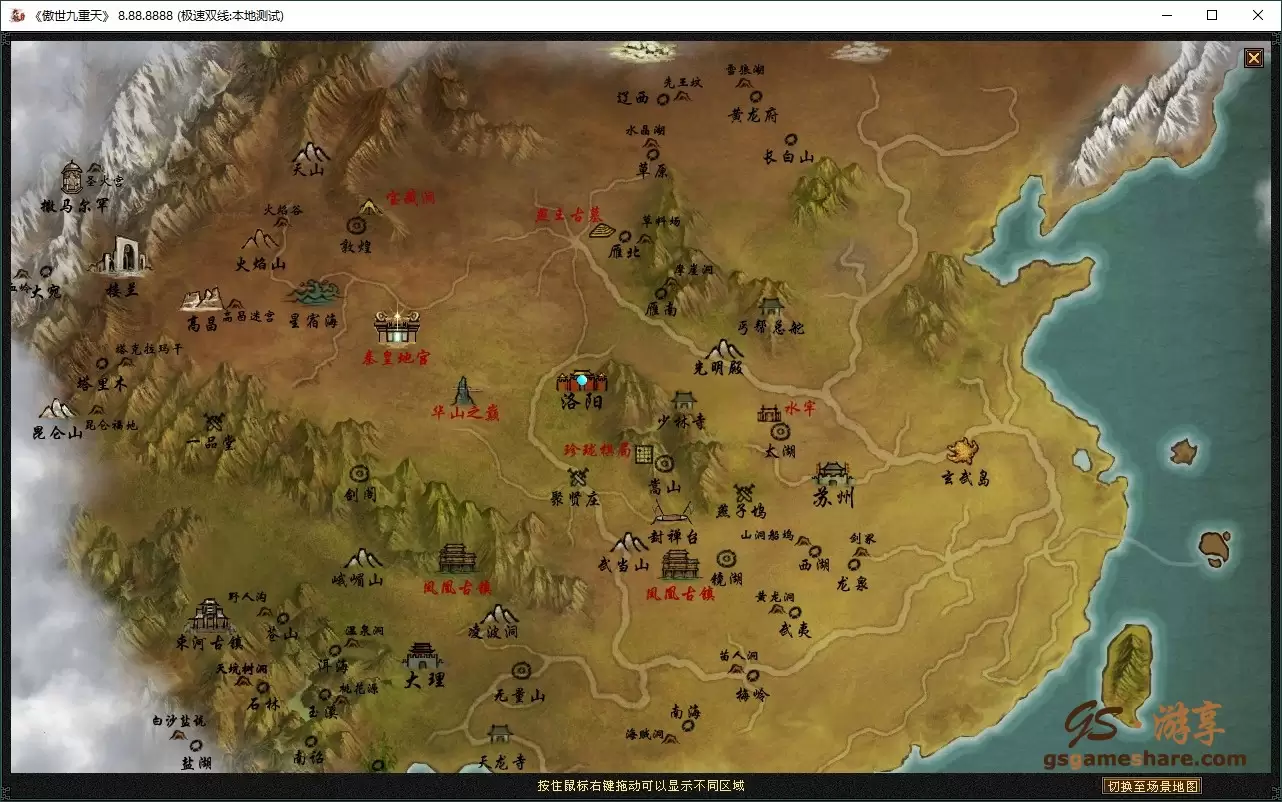 《傲世九重天》 8.88.8888 (极速双线:本地测试)
雪狼湖
先王坟
辽西
黄龙府
水晶湖
草原
长白山
天山
圣火宫
撒马尔罕
宝藏洞
火焰谷
敦煌
燕王古墓
草料场
雁北
火焰山
楼兰
大宛
摩崖洞
雁南
高昌
高昌迷宫
星宿海
丐帮总舵
秦皇地宫
塔克拉玛干
塔里木
光明殿
洛阳
华山之巅
少林寺
水牢
太湖
昆仑山
昆仑福地
一品堂
珍珑棋局
嵩山
剑阁
聚贤庄
燕子坞
苏州
玄武岛
封禅台
山洞船坞
剑冢
武当山
镜湖
西湖
龙泉
峨嵋山
凤凰古镇
凤凰古镇
野人沟
黄龙洞
束河古镇
苍山
温泉洞
凌波洞
武夷
洱海
天坑树洞
石林
桃花源
玉溪
大理
无量山
苗人洞
梅岭
白沙盐说
盐湖
南诏
天龙寺
南海
海贼洞
GS 游享
gsgameshare.com
按住鼠标右键拖动可以显示不同区域
切换至场景地图